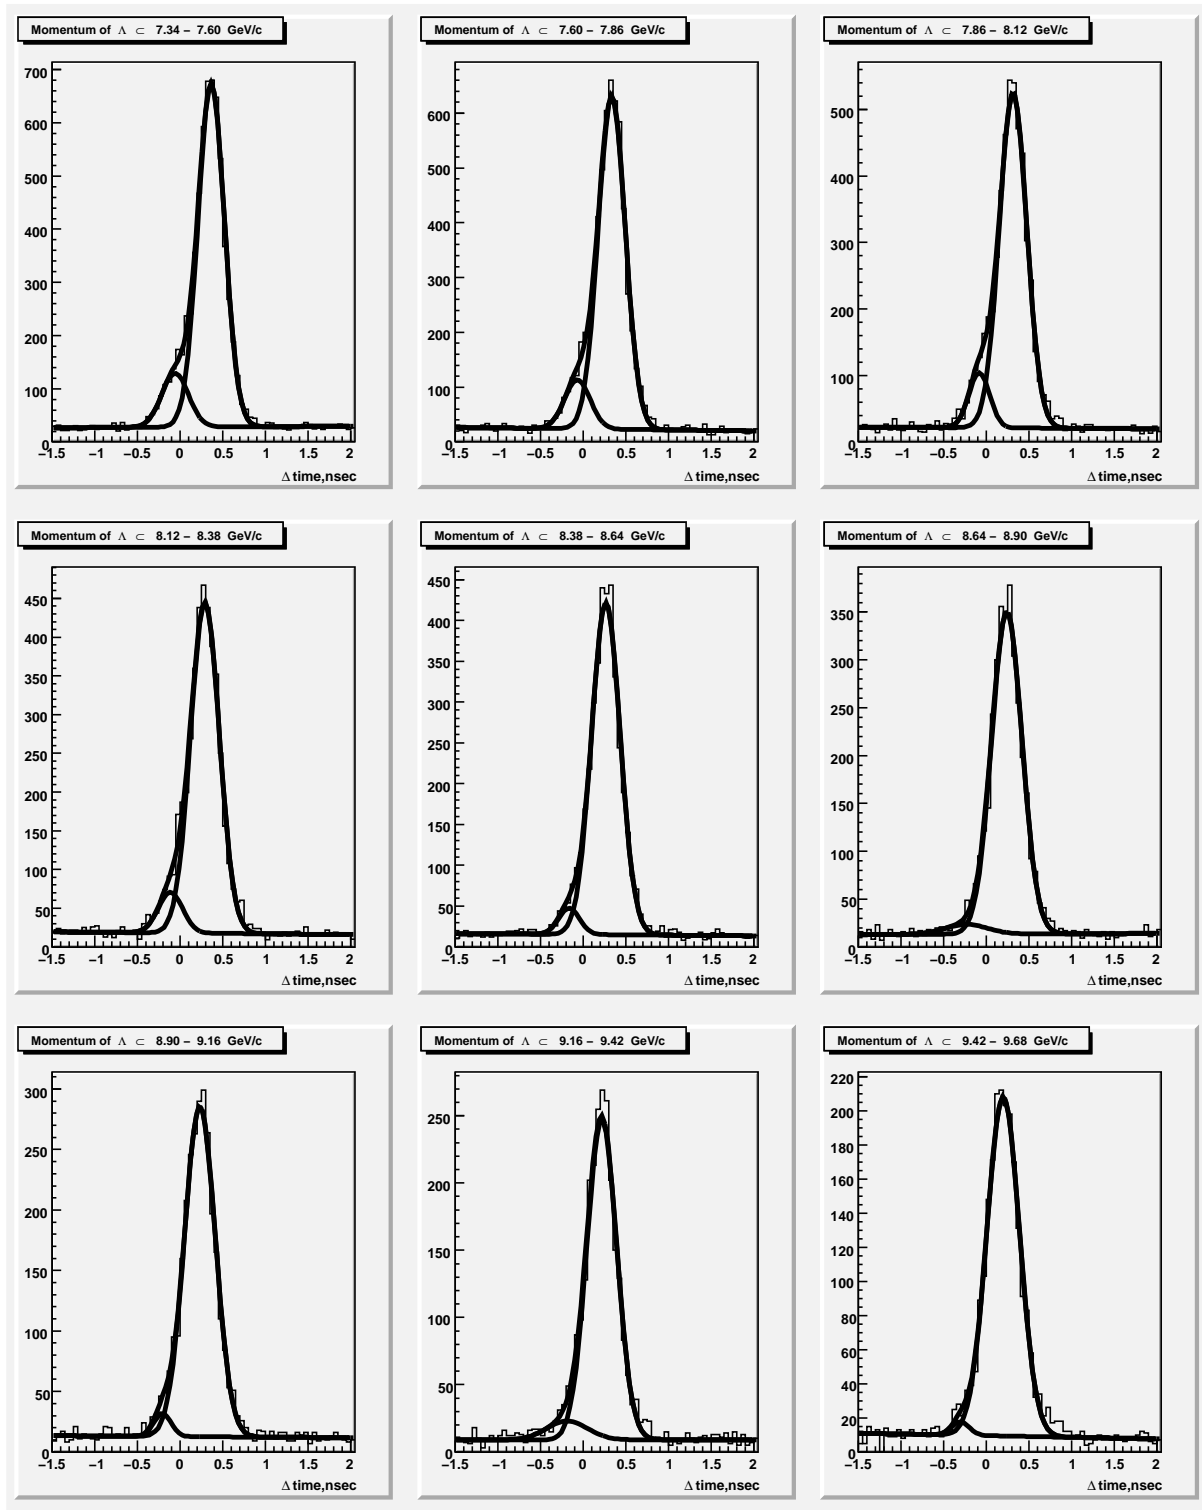 Momentum of Λ ⊂ 7.34 – 7.60 GeV/c
700
600
500
400
300
200
100
0
−1.5 −1 −0.5 0 0.5 1 1.5 2
Δ time,nsec
Momentum of Λ ⊂ 7.60 – 7.86 GeV/c
600
500
400
300
200
100
0
−1.5 −1 −0.5 0 0.5 1 1.5 2
Δ time,nsec
Momentum of Λ ⊂ 7.86 – 8.12 GeV/c
500
400
300
200
100
0
−1.5 −1 −0.5 0 0.5 1 1.5 2
Δ time,nsec
Momentum of Λ ⊂ 8.12 – 8.38 GeV/c
450
400
350
300
250
200
150
100
50
0
−1.5 −1 −0.5 0 0.5 1 1.5 2
Δ time,nsec
Momentum of Λ ⊂ 8.38 – 8.64 GeV/c
450
400
350
300
250
200
150
100
50
0
−1.5 −1 −0.5 0 0.5 1 1.5 2
Δ time,nsec
Momentum of Λ ⊂ 8.64 – 8.90 GeV/c
350
300
250
200
150
100
50
0
−1.5 −1 −0.5 0 0.5 1 1.5 2
Δ time,nsec
Momentum of Λ ⊂ 8.90 – 9.16 GeV/c
300
250
200
150
100
50
0
−1.5 −1 −0.5 0 0.5 1 1.5 2
Δ time,nsec
Momentum of Λ ⊂ 9.16 – 9.42 GeV/c
250
200
150
100
50
0
−1.5 −1 −0.5 0 0.5 1 1.5 2
Δ time,nsec
Momentum of Λ ⊂ 9.42 – 9.68 GeV/c
220
200
180
160
140
120
100
80
60
40
20
0
−1.5 −1 −0.5 0 0.5 1 1.5 2
Δ time,nsec